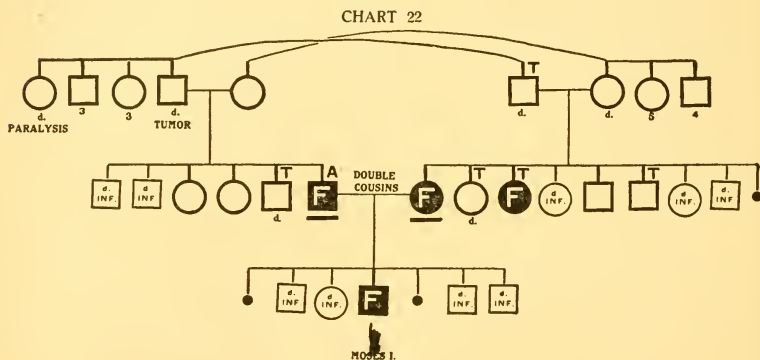 CHART 22
T
d. 3 3 d. d. d. 5 4
PARALYSIS TUMOR
T A DOUBLE T T T
COUSINS
d. INF. d. INF. F F F d. INF. d. INF. d. INF.
d. d.
d. INF. d. INF. F d. INF. d. INF.
MOSES I.